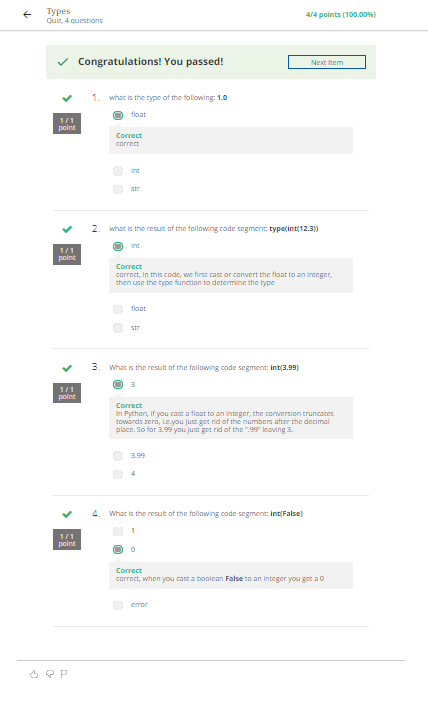 Types
Quiz, 4 questions
4/4 points (100.00%)
Congratulations! You passed!
Next Item
1 / 1
point
1. what is the type of the following: 1.0
float
Correct
correct
int
str
1 / 1
point
2. what is the result of the following code segment: type(int(12.3))
int
Correct
correct, in this code, we first cast or convert the float to an integer,
then use the type function to determine the type
float
str
1 / 1
point
3. What is the result of the following code segment: int(3.99)
3
Correct
In Python, if you cast a float to an integer, the conversion truncates
towards zero, i.e.you just get rid of the numbers after the decimal
place. So for 3.99 you just get rid of the ".99" leaving 3.
3.99
4
1 / 1
point
4. What is the result of the following code segment: int(False)
1
0
Correct
correct, when you cast a boolean False to an integer you get a 0
error